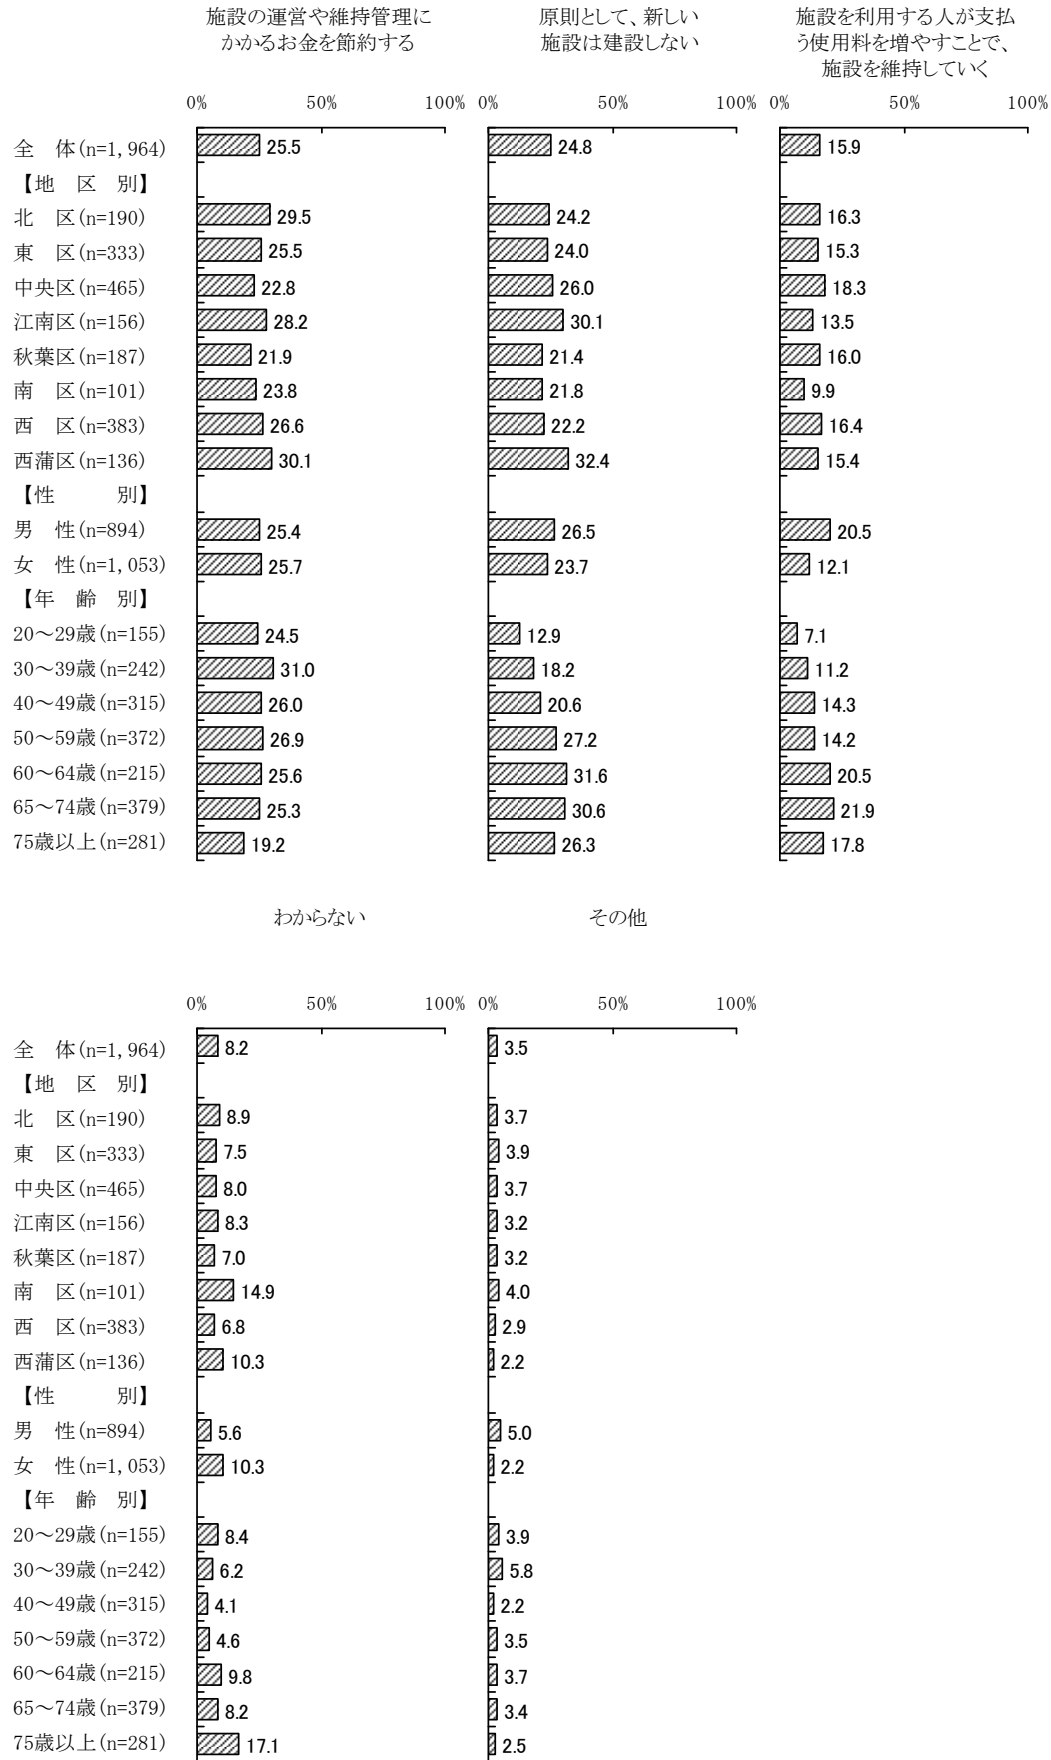 施設の運営や維持管理に
かかるお金を節約する
原則として、新しい
施設は建設しない
施設を利用する人が支払
う使用料を増やすことで、
施設を維持していく
0% 50% 100% 0% 50% 100% 0% 50% 100%
全 体(n=1,964) 25.5 24.8 15.9
【地 区 別】
北 区(n=190) 29.5 24.2 16.3
東 区(n=333) 25.5 24.0 15.3
中央区(n=465) 22.8 26.0 18.3
江南区(n=156) 28.2 30.1 13.5
秋葉区(n=187) 21.9 21.4 16.0
南 区(n=101) 23.8 21.8 9.9
西 区(n=383) 26.6 22.2 16.4
西蒲区(n=136) 30.1 32.4 15.4
【性 別】
男 性(n=894) 25.4 26.5 20.5
女 性(n=1,053) 25.7 23.7 12.1
【年 齢 別】
20～29歳(n=155) 24.5 12.9 7.1
30～39歳(n=242) 31.0 18.2 11.2
40～49歳(n=315) 26.0 20.6 14.3
50～59歳(n=372) 26.9 27.2 14.2
60～64歳(n=215) 25.6 31.6 20.5
65～74歳(n=379) 25.3 30.6 21.9
75歳以上(n=281) 19.2 26.3 17.8
わからない その他
0% 50% 100% 0% 50% 100%
全 体(n=1,964) 8.2 3.5
【地 区 別】
北 区(n=190) 8.9 3.7
東 区(n=333) 7.5 3.9
中央区(n=465) 8.0 3.7
江南区(n=156) 8.3 3.2
秋葉区(n=187) 7.0 3.2
南 区(n=101) 14.9 4.0
西 区(n=383) 6.8 2.9
西蒲区(n=136) 10.3 2.2
【性 別】
男 性(n=894) 5.6 5.0
女 性(n=1,053) 10.3 2.2
【年 齢 別】
20～29歳(n=155) 8.4 3.9
30～39歳(n=242) 6.2 5.8
40～49歳(n=315) 4.1 2.2
50～59歳(n=372) 4.6 3.5
60～64歳(n=215) 9.8 3.7
65～74歳(n=379) 8.2 3.4
75歳以上(n=281) 17.1 2.5